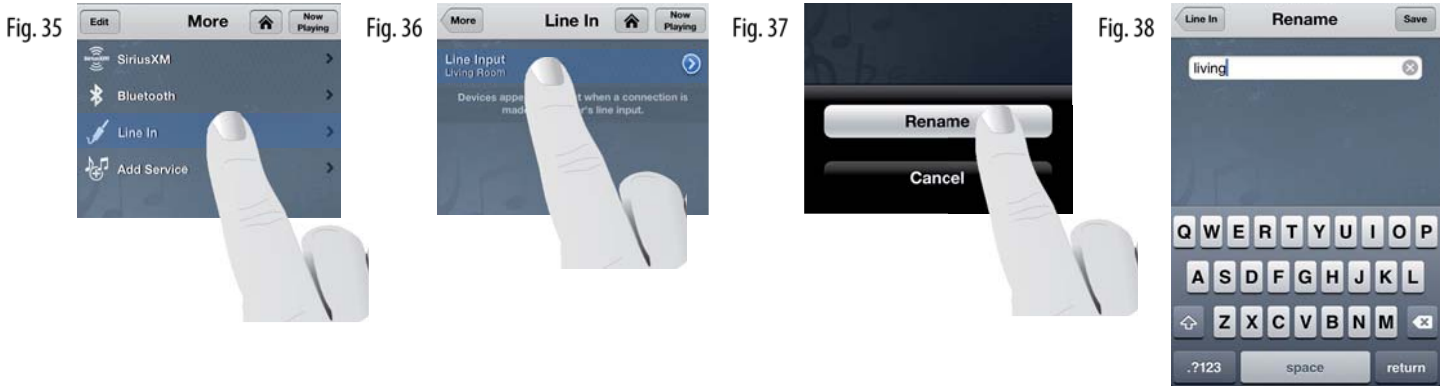 Fig. 35
Edit
More
Now
Playing
SiriusXM
Bluetooth
Line In
Add Service
Fig. 36
More
Line In
Now
Playing
Line Input
Living Room
Devices appe t when a connection is
made 's line input.
Fig. 37
Rename
Cancel
Fig. 38
Line In
Rename
Save
living
Q W E R T Y U I O P
A S D F G H J K L
Z X C V B N M
.?123
space
return